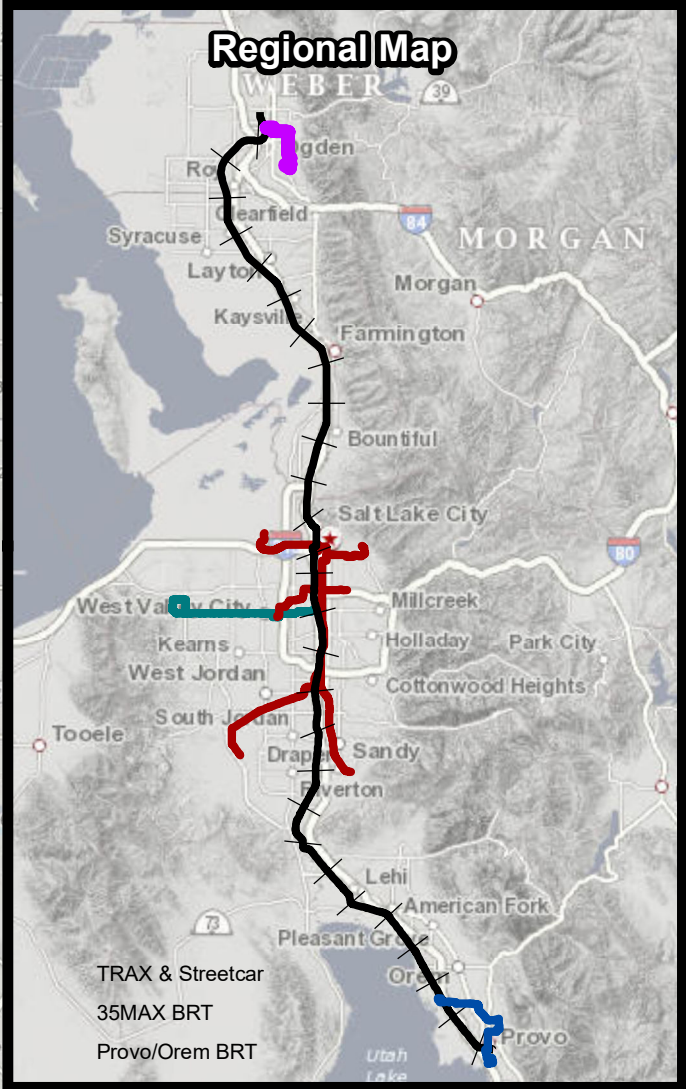 Regional Map
WEBER
39
Ogden
Roy
Clearfield
84
Syracuse
MORGAN
Layton
Morgan
Kaysville
Farmington
Bountiful
Salt Lake City
80
West Valley City
Millcreek
Kearns
Holladay
Park City
West Jordan
Cottonwood Heights
South Jordan
Tooele
Draper
Sandy
Riverton
Lehi
American Fork
73
Pleasant Grove
Orem
TRAX & Streetcar
35MAX BRT
Provo
Provo/Orem BRT
Utah
Lake